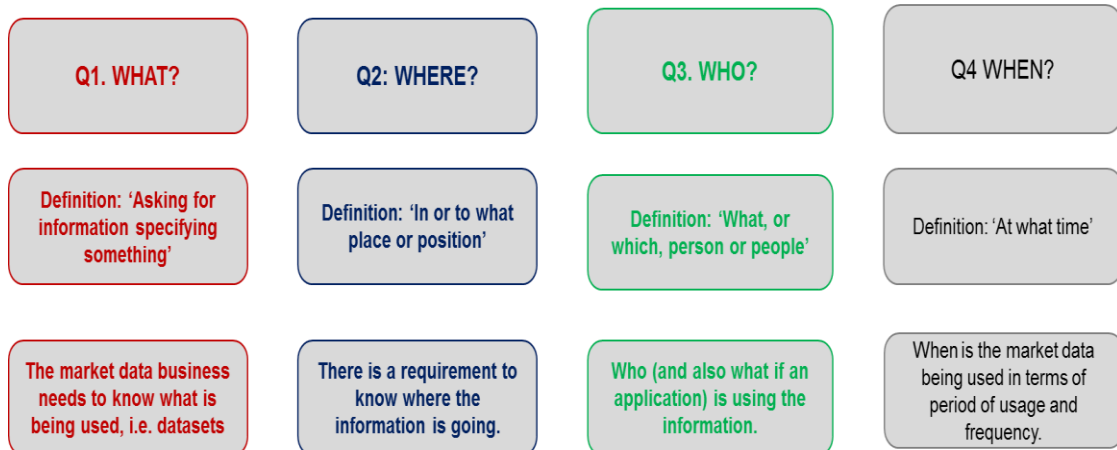 Q1. WHAT?
Q2: WHERE?
Q3. WHO?
Q4 WHEN?
Definition: ‘Asking for
information specifying
something’
Definition: ‘In or to what
place or position’
Definition: ‘What, or
which, person or people’
Definition: ‘At what time’
The market data business
needs to know what is
being used, i.e. datasets
There is a requirement to
know where the
information is going.
Who (and also what if an
application) is using the
information.
When is the market data
being used in terms of
period of usage and
frequency.